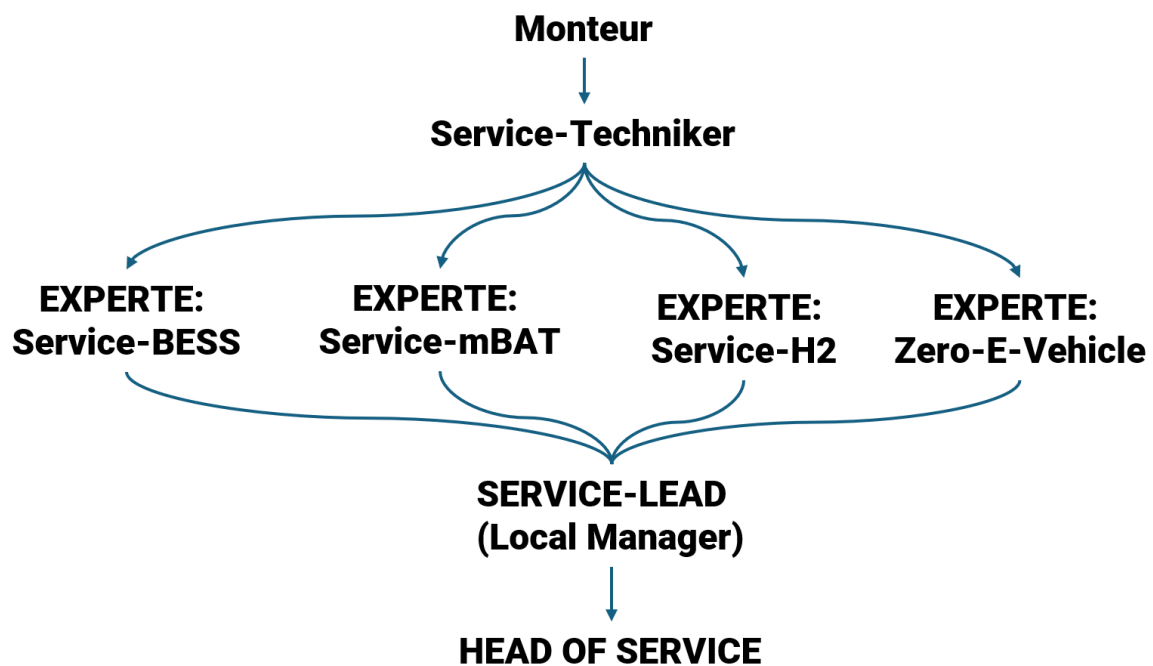 Monteur
Service-Techniker
EXPERTE:
Service-BESS
EXPERTE:
Service-mBAT
EXPERTE:
Service-H2
EXPERTE:
Zero-E-Vehicle
SERVICE-LEAD
(Local Manager)
HEAD OF SERVICE